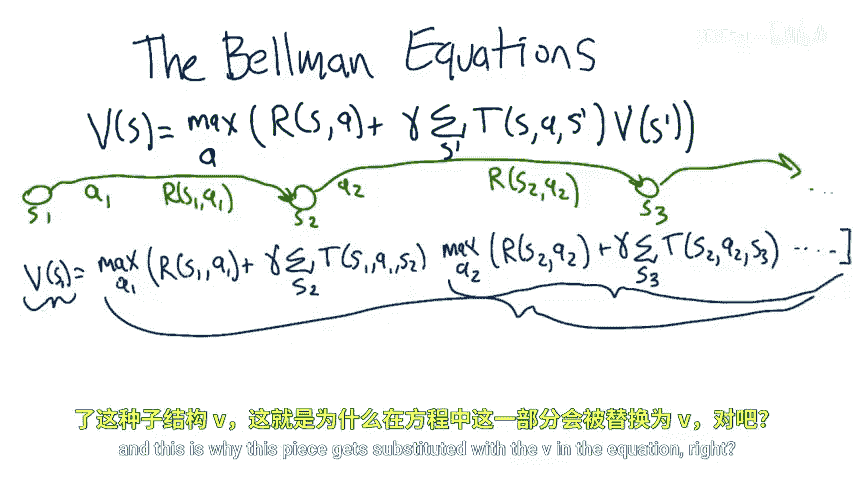 The Bellman Equations
V(s)= max a (R(s,a)+ γ Σ s' T(s,a,s') V(s'))
s1 a1 R(s1,a1) s2 a2 R(s2,a2) s3 ...
V(s1)= max a1 (R(s1,a1)+ γ Σ s2 T(s1,a1,s2) max a2 (R(s2,a2)+γ Σ s3 T(s2,a2,s3) .....]
了这种子结构 v，这就是为什么在方程中这一部分会被替换为 v，对吧？
and this is why this piece gets substituted with the v in the equation, right?